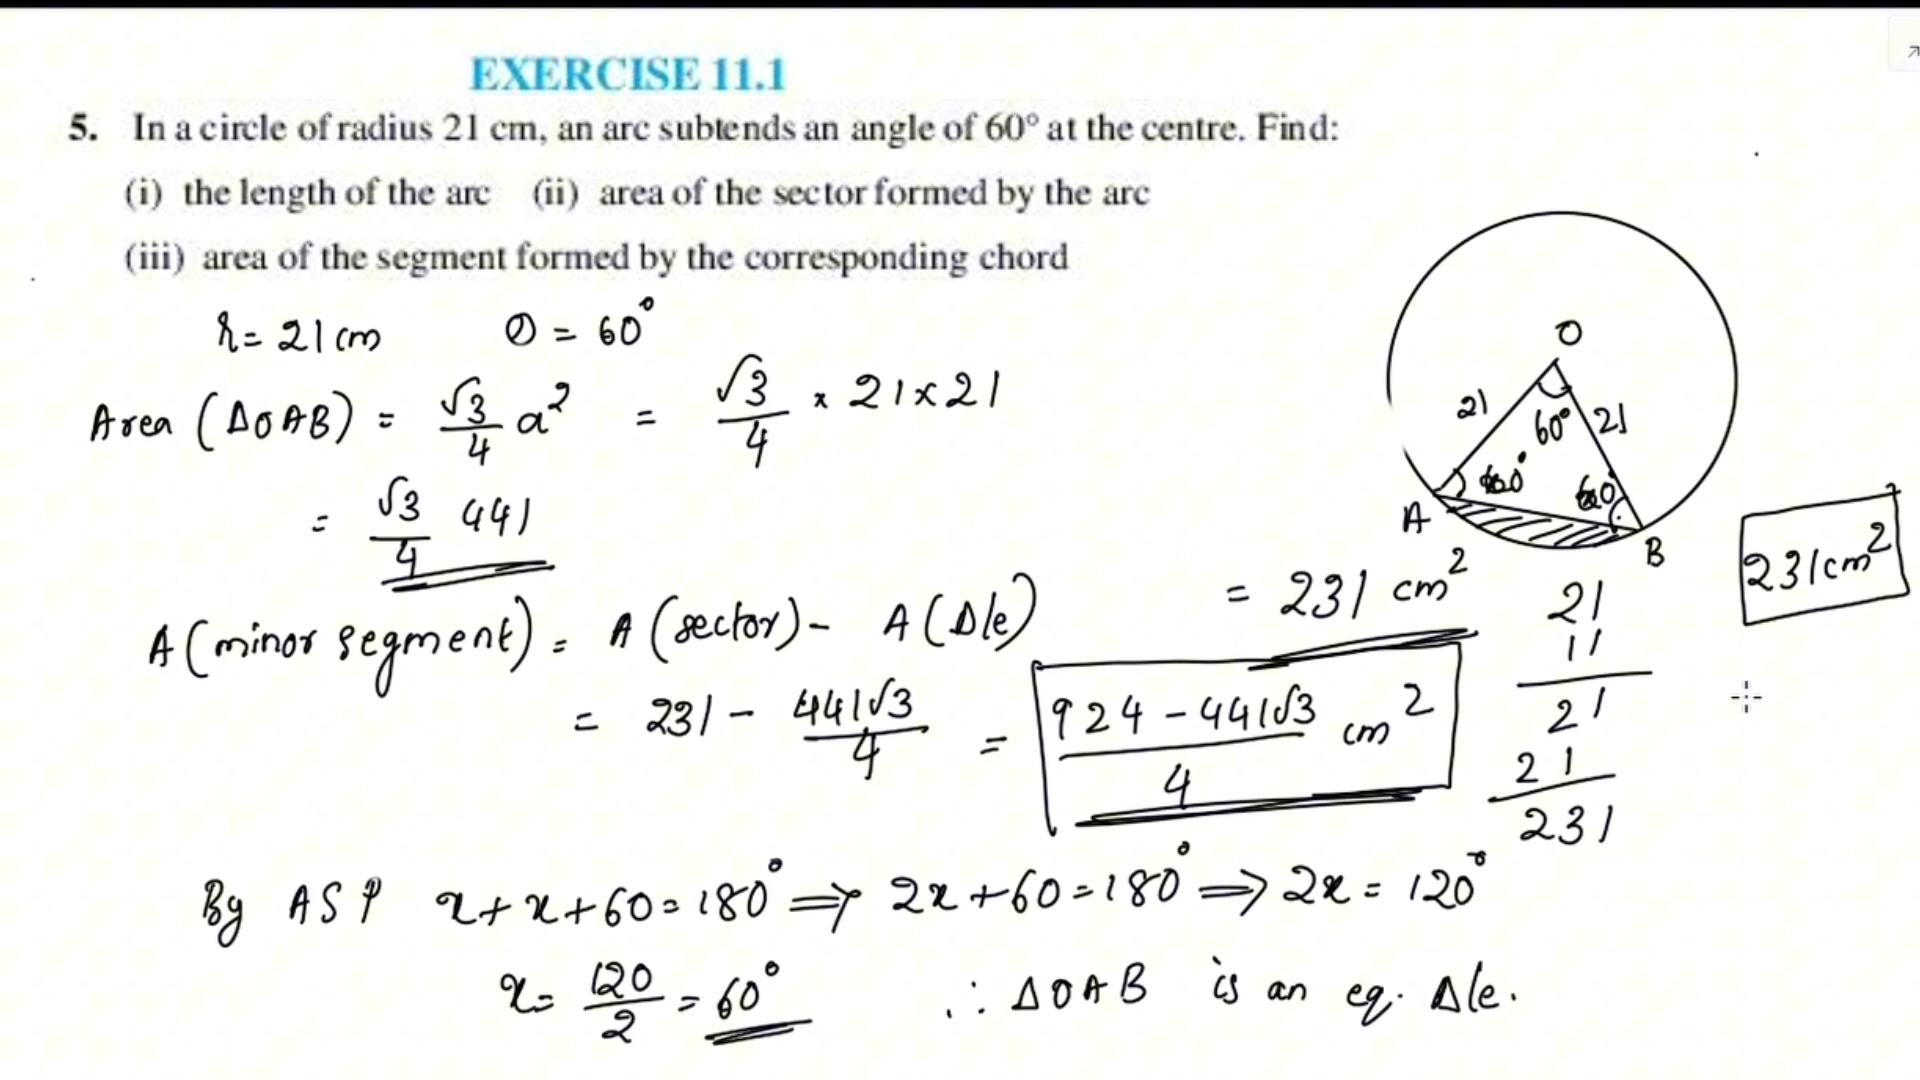 EXERCISE 11.1
5. In a circle of radius 21 cm, an arc subtends an angle of 60° at the centre. Find:
(i) the length of the arc (ii) area of the sector formed by the arc
(iii) area of the segment formed by the corresponding chord
r = 21 cm θ = 60°
Area (ΔOAB) = √3/4 a² = √3/4 × 21×21
= √3/4 441
A (minor segment) = A (sector) - A (Δle)
= 231 - 441√3/4 = 924 - 441√3/4 cm²
= 231 cm²
O
21
60°
21
60°
60°
A
B
231cm²
21
11
21
21
231
By ASP x+x+60=180° ⇒ 2x+60=180° ⇒ 2x = 120°
x = 120/2 = 60° ∴ ΔOAB is an eq. Δle.